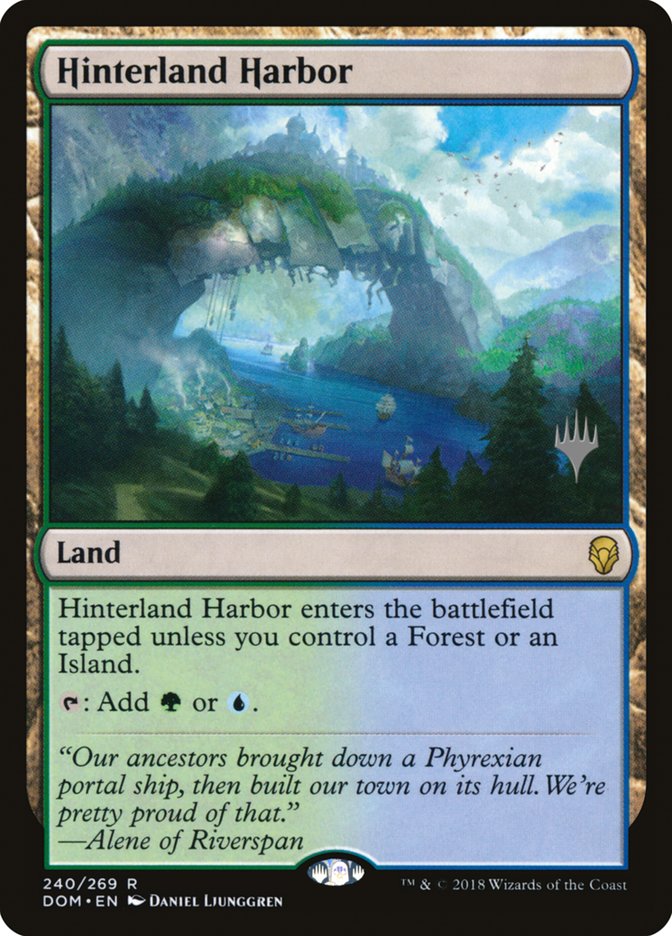 Hinterland Harbor
Land
Hinterland Harbor enters the battlefield
tapped unless you control a Forest or an
Island.
: Add or .
“Our ancestors brought down a Phyrexian
portal ship, then built our town on its hull. We’re
pretty proud of that.”
—Alene of Riverspan
240/269 R
DOM • EN Daniel Ljunggren
™ & © 2018 Wizards of the Coast